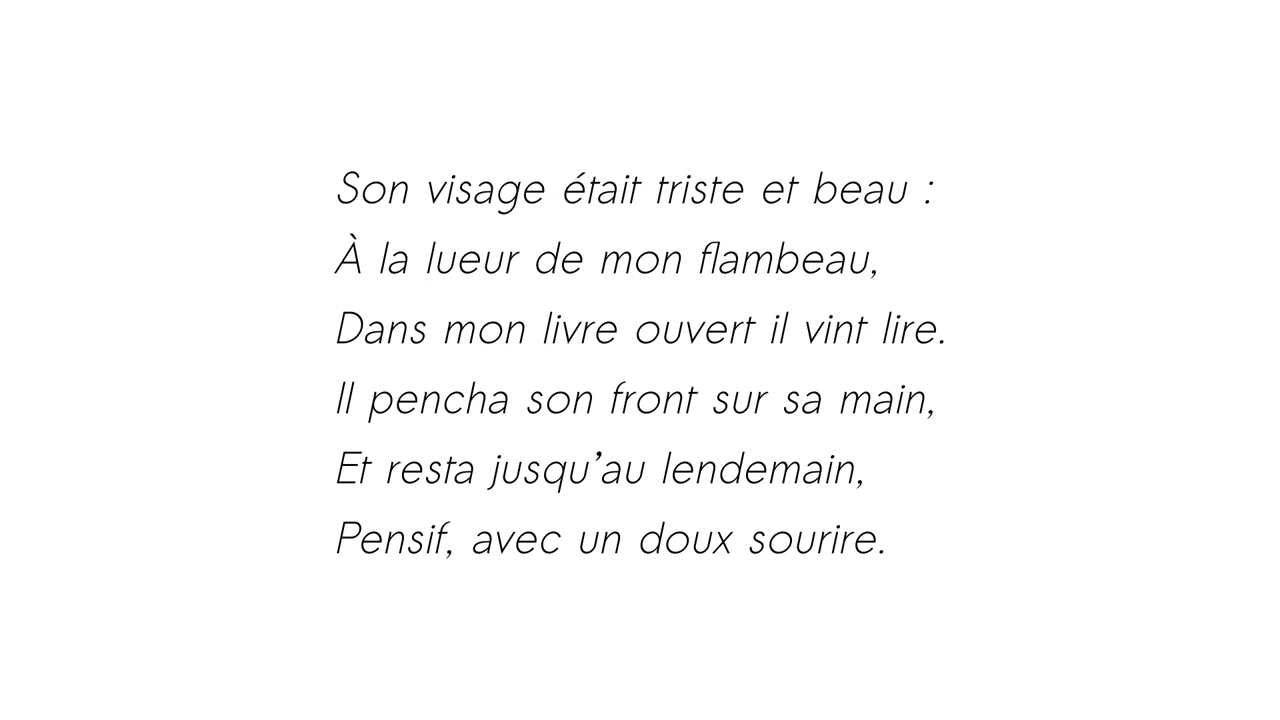 Son visage était triste et beau :
À la lueur de mon flambeau,
Dans mon livre ouvert il vint lire.
Il pencha son front sur sa main,
Et resta jusqu’au lendemain,
Pensif, avec un doux sourire.